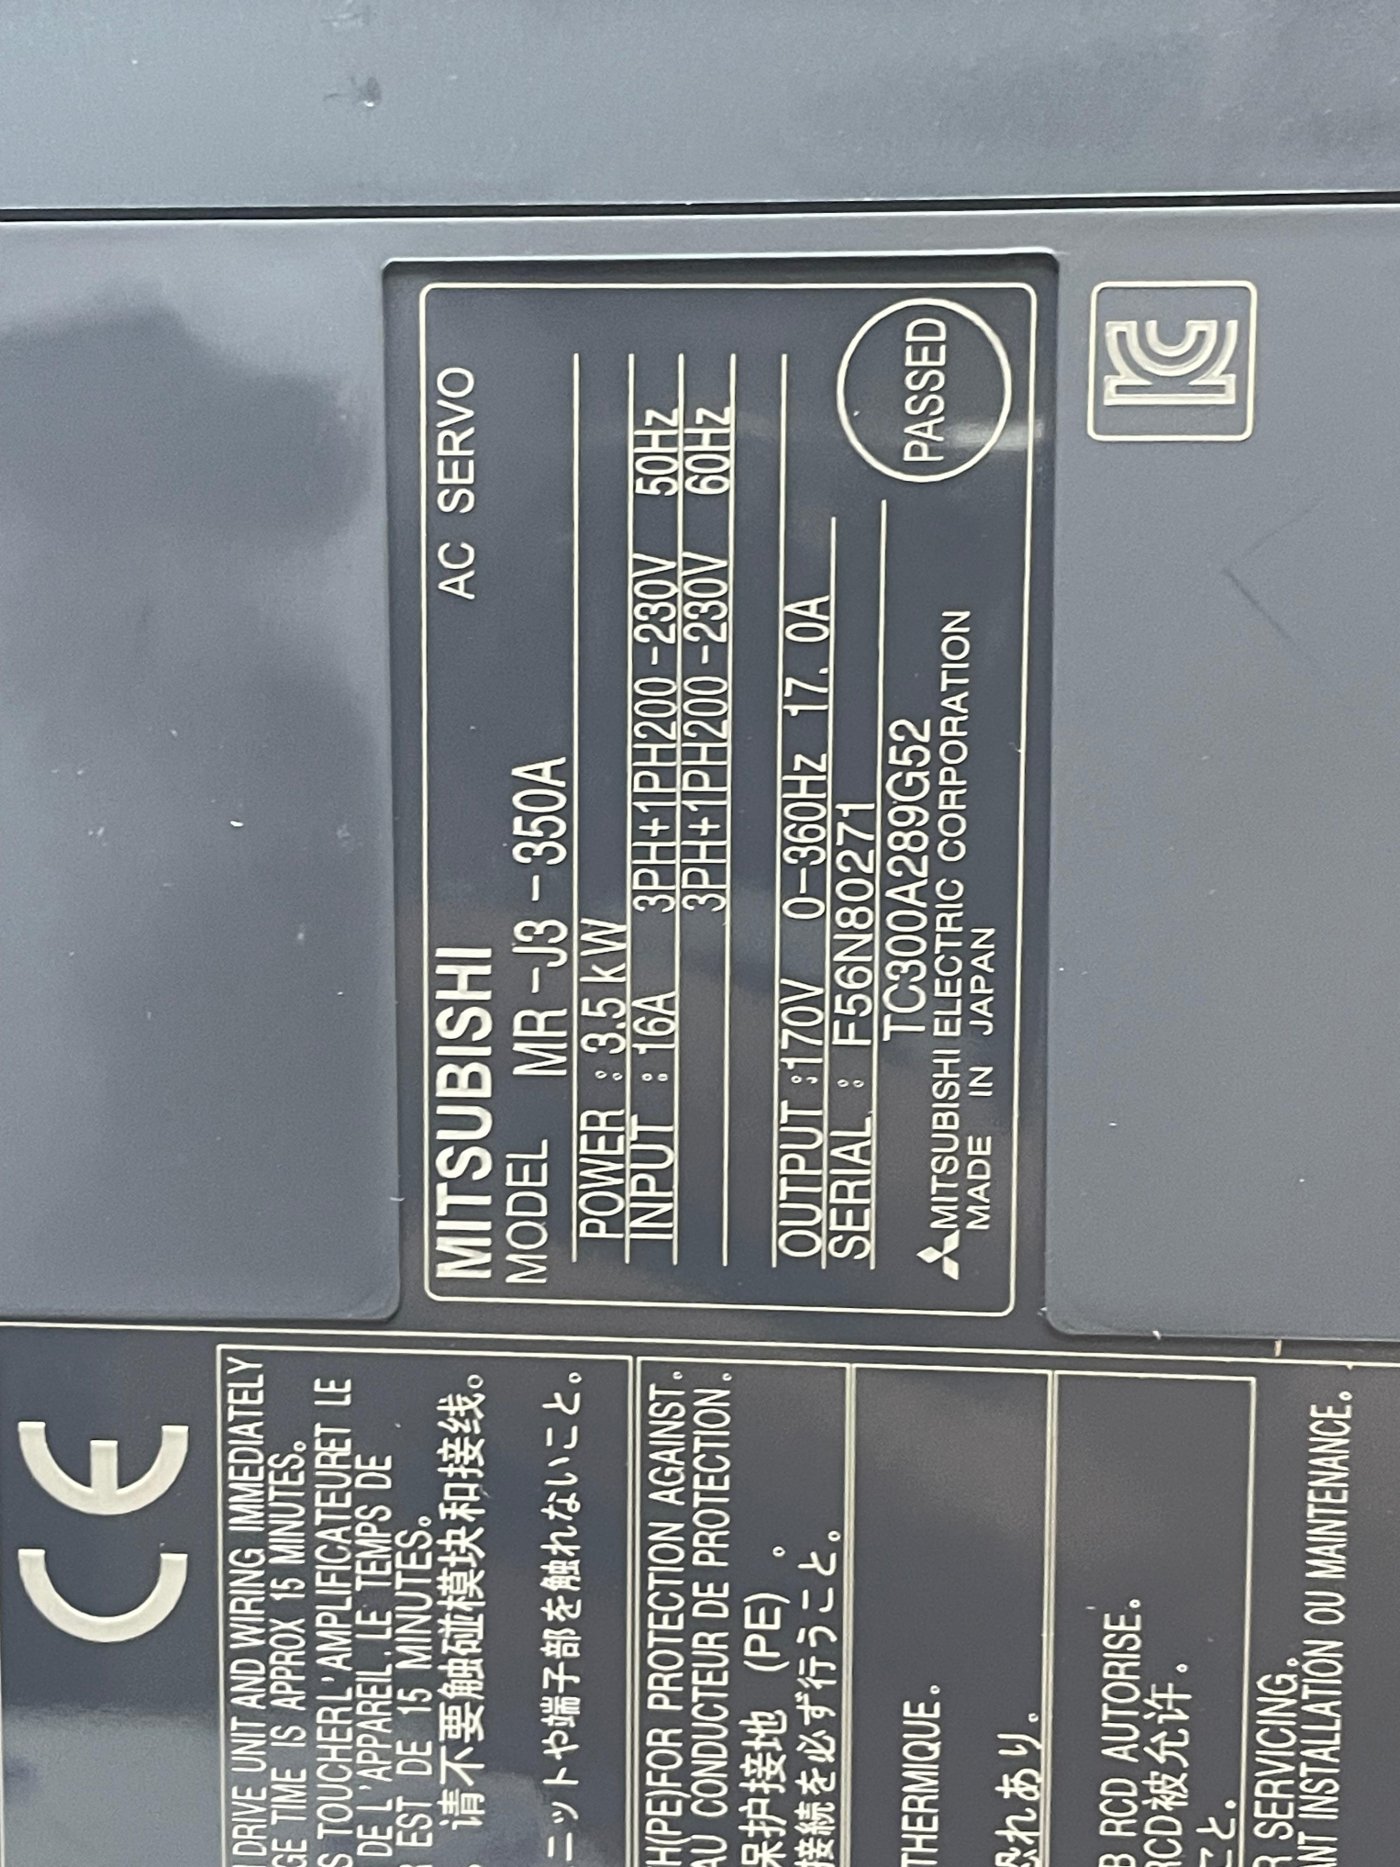 MITSUBISHI AC SERVO
MODEL MR-J3-350A
POWER : 3.5kW
INPUT : 16A 3PH+1PH200-230V 50Hz
3PH+1PH200-230V 60Hz
OUTPUT : 170V 0-360Hz 17.0A
SERIAL : F56N80271
TC300A289G52
PASSED
MITSUBISHI ELECTRIC CORPORATION
MADE IN JAPAN
CE
DRIVE UNIT AND WIRING IMMEDIATELY
GE TIME IS APPROX 15 MINUTES.
S TOUCHER L'AMPLIFICATEURET LE
DE L'APPAREIL.LE TEMPS DE
EST DE 15 MINUTES.
请不要触碰模块和接线。
ニットや端子部を触れないこと。
(PE)FOR PROTECTION AGAINST.
AU CONDUCTEUR DE PROTECTION.
保护接地 (PE) 。
接続を必ず行うこと。
THERMIQUE.
恐れあり。
B RCD AUTORISE.
RCD被允许.
こと。
R SERVICING.
ANT INSTALLATION OU MAINTENANCE.